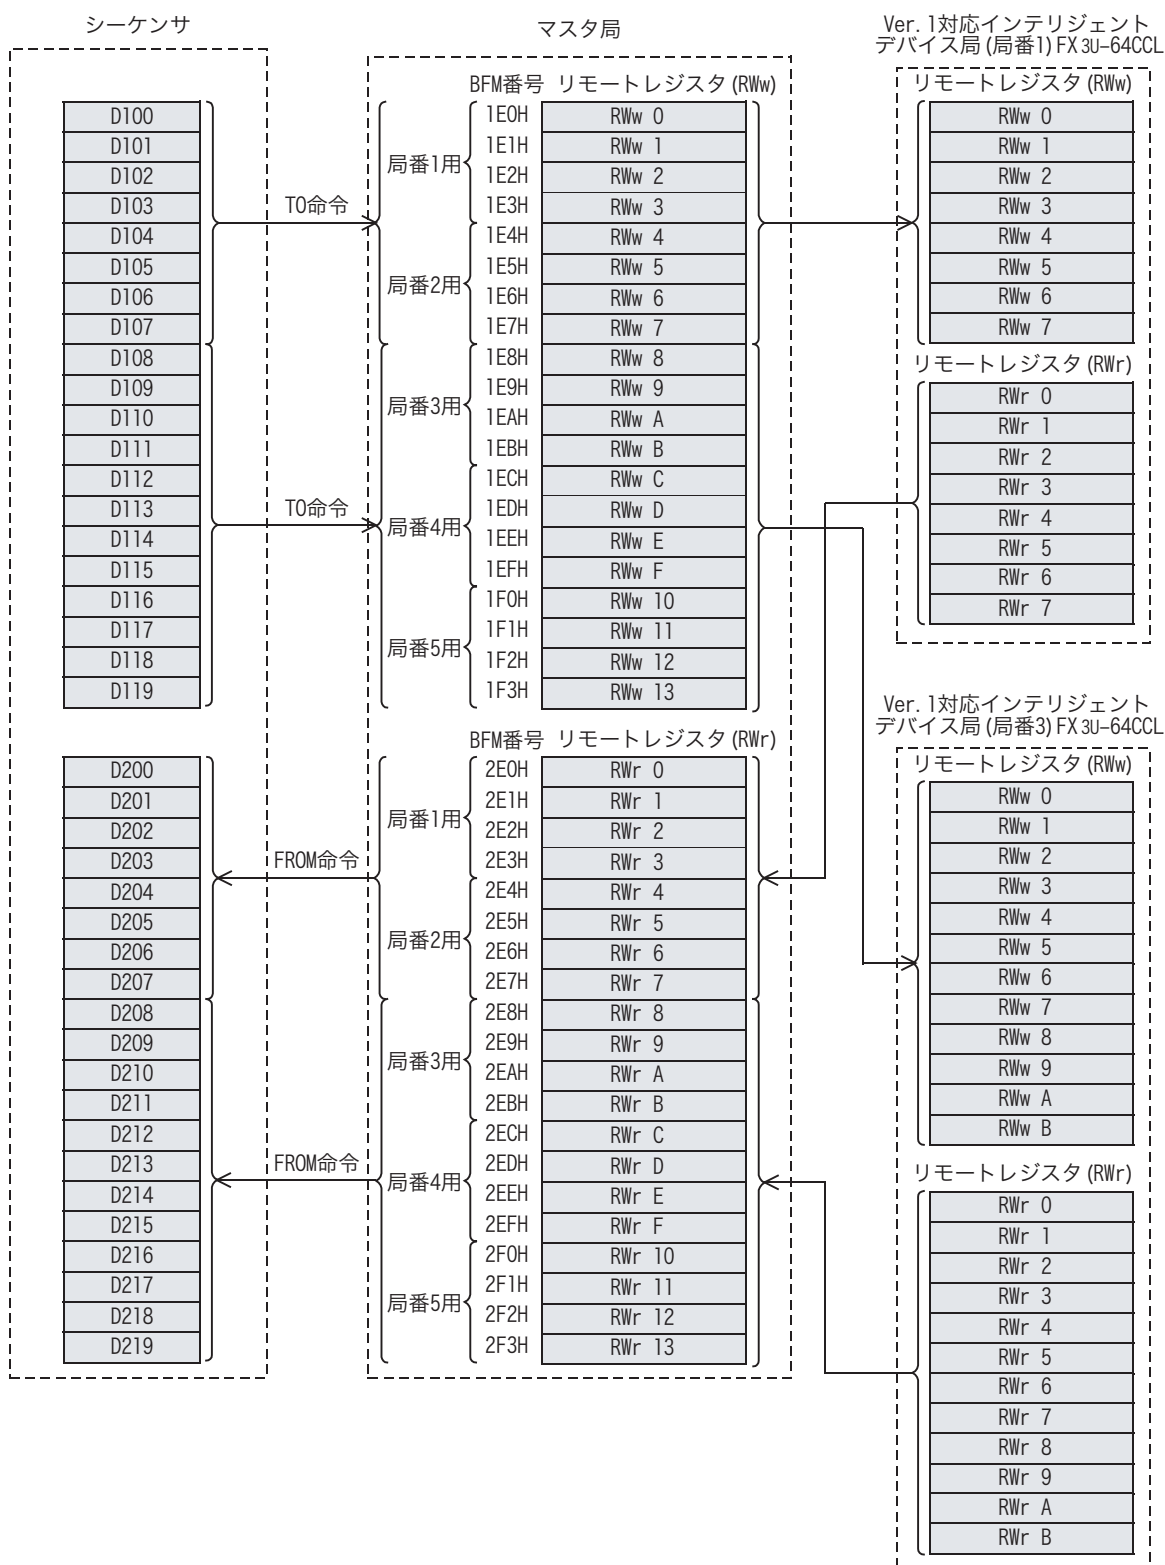 シーケンサ
D100
D101
D102
D103
D104
D105
D106
D107
D108
D109
D110
D111
D112
D113
D114
D115
D116
D117
D118
D119
D200
D201
D202
D203
D204
D205
D206
D207
D208
D209
D210
D211
D212
D213
D214
D215
D216
D217
D218
D219
TO命令
TO命令
FROM命令
FROM命令
マスタ局
BFM番号 リモートレジスタ(RWw)
局番1用
局番2用
局番3用
局番4用
局番5用
1E0H RWw 0
1E1H RWw 1
1E2H RWw 2
1E3H RWw 3
1E4H RWw 4
1E5H RWw 5
1E6H RWw 6
1E7H RWw 7
1E8H RWw 8
1E9H RWw 9
1EAH RWw A
1EBH RWw B
1ECH RWw C
1EDH RWw D
1EEH RWw E
1EFH RWw F
1F0H RWw 10
1F1H RWw 11
1F2H RWw 12
1F3H RWw 13
BFM番号 リモートレジスタ(RWr)
局番1用
局番2用
局番3用
局番4用
局番5用
2E0H RWr 0
2E1H RWr 1
2E2H RWr 2
2E3H RWr 3
2E4H RWr 4
2E5H RWr 5
2E6H RWr 6
2E7H RWr 7
2E8H RWr 8
2E9H RWr 9
2EAH RWr A
2EBH RWr B
2ECH RWr C
2EDH RWr D
2EEH RWr E
2EFH RWr F
2F0H RWr 10
2F1H RWr 11
2F2H RWr 12
2F3H RWr 13
Ver.1対応インテリジェント
デバイス局(局番1)FX3U-64CCL
リモートレジスタ(RWw)
RWw 0
RWw 1
RWw 2
RWw 3
RWw 4
RWw 5
RWw 6
RWw 7
リモートレジスタ(RWr)
RWr 0
RWr 1
RWr 2
RWr 3
RWr 4
RWr 5
RWr 6
RWr 7
Ver.1対応インテリジェント
デバイス局(局番3)FX3U-64CCL
リモートレジスタ(RWw)
RWw 0
RWw 1
RWw 2
RWw 3
RWw 4
RWw 5
RWw 6
RWw 7
RWw 8
RWw 9
RWw A
RWw B
リモートレジスタ(RWr)
RWr 0
RWr 1
RWr 2
RWr 3
RWr 4
RWr 5
RWr 6
RWr 7
RWr 8
RWr 9
RWr A
RWr B